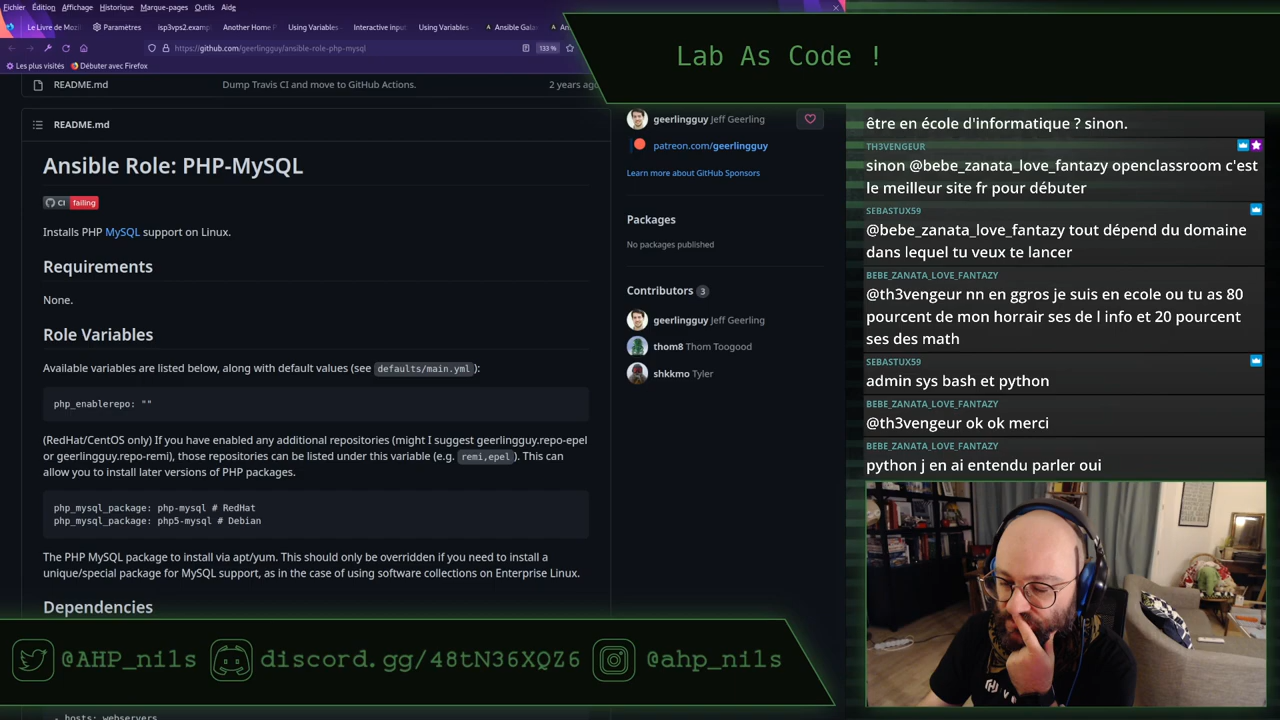 Fichier Édition Affichage Historique Marque-pages Outils Aide
Le Livre de Mozi Paramètres isp3vps2.examp Another Home Using Variables Interactive input Using Variables Ansible Gala An
https://github.com/geerlingguy/ansible-role-php-mysql 133 %
Les plus visités Débuter avec Firefox
README.md Dump Travis CI and move to GitHub Actions. 2 years ago
README.md
Ansible Role: PHP-MySQL
CI failing
Installs PHP MySQL support on Linux.
Requirements
None.
Role Variables
Available variables are listed below, along with default values (see defaults/main.yml):
php_enablerepo: ""
(RedHat/CentOS only) If you have enabled any additional repositories (might I suggest geerlingguy.repo-epel
or geerlingguy.repo-remi), those repositories can be listed under this variable (e.g. remi,epel). This can
allow you to install later versions of PHP packages.
php_mysql_package: php-mysql # RedHat
php_mysql_package: php5-mysql # Debian
The PHP MySQL package to install via apt/yum. This should only be overridden if you need to install a
unique/special package for MySQL support, as in the case of using software collections on Enterprise Linux.
Dependencies
- hosts: webservers
geerlingguy Jeff Geerling
patreon.com/geerlingguy
Learn more about GitHub Sponsors
Packages
No packages published
Contributors 3
geerlingguy Jeff Geerling
thom8 Thom Toogood
shkkmo Tyler
Lab As Code !
être en école d'informatique ? sinon.
TH3VENGEUR
sinon @bebe_zanata_love_fantazy openclassroom c'est
le meilleur site fr pour débuter
SEBASTUX59
@bebe_zanata_love_fantazy tout dépend du domaine
dans lequel tu veux te lancer
BEBE_ZANATA_LOVE_FANTAZY
@th3vengeur nn en ggros je suis en ecole ou tu as 80
pourcent de mon horrair ses de l info et 20 pourcent
ses des math
SEBASTUX59
admin sys bash et python
BEBE_ZANATA_LOVE_FANTAZY
@th3vengeur ok ok merci
BEBE_ZANATA_LOVE_FANTAZY
python j en ai entendu parler oui
@AHP_nils discord.gg/48tN36XQZ6 @ahp_nils